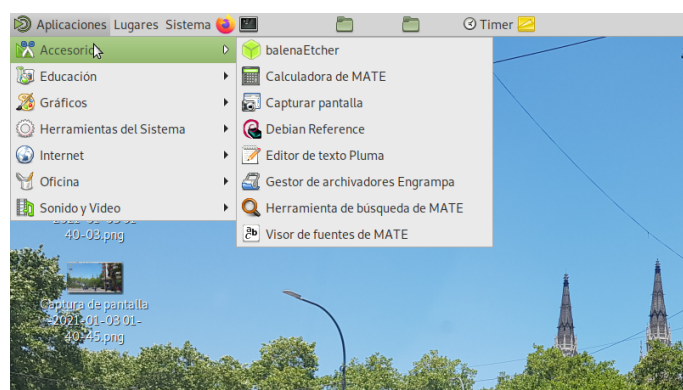 Aplicaciones Lugares Sistema Timer
Accesorios
Educación
Gráficos
Herramientas del Sistema
Internet
Oficina
Sonido y Video
balenaEtcher
Calculadora de MATE
Capturar pantalla
Debian Reference
Editor de texto Pluma
Gestor de archivadores Engrampa
Herramienta de búsqueda de MATE
Visor de fuentes de MATE
40-03.png
Captura de pantalla
2021-01-03 01-
40-45.png